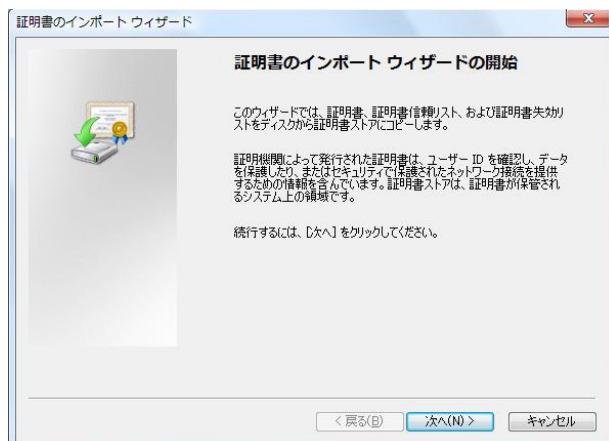 証明書のインポート ウィザード
証明書のインポート ウィザードの開始
このウィザードでは、証明書、証明書信頼リスト、および証明書失効リ
ストをディスクから証明書ストアにコピーします。
証明機関によって発行された証明書は、ユーザー ID を確認し、データ
を保護したり、またはセキュリティで保護されたネットワーク接続を提供
するための情報を含んでいます。証明書ストアは、証明書が保管され
るシステム上の領域です。
続行するには、[次へ] をクリックしてください。
< 戻る(B) 次へ(N) > キャンセル